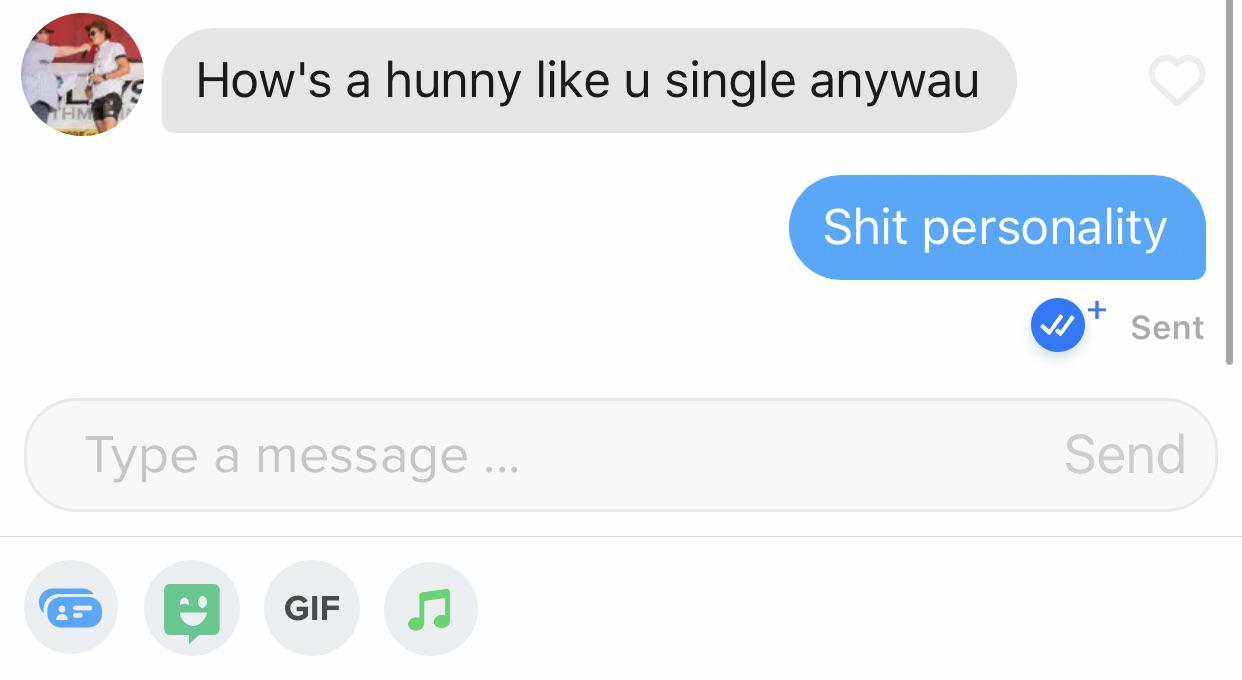 How's a hunny like u single anywau
Shit personality
Sent
Type a message ...
Send
GIF